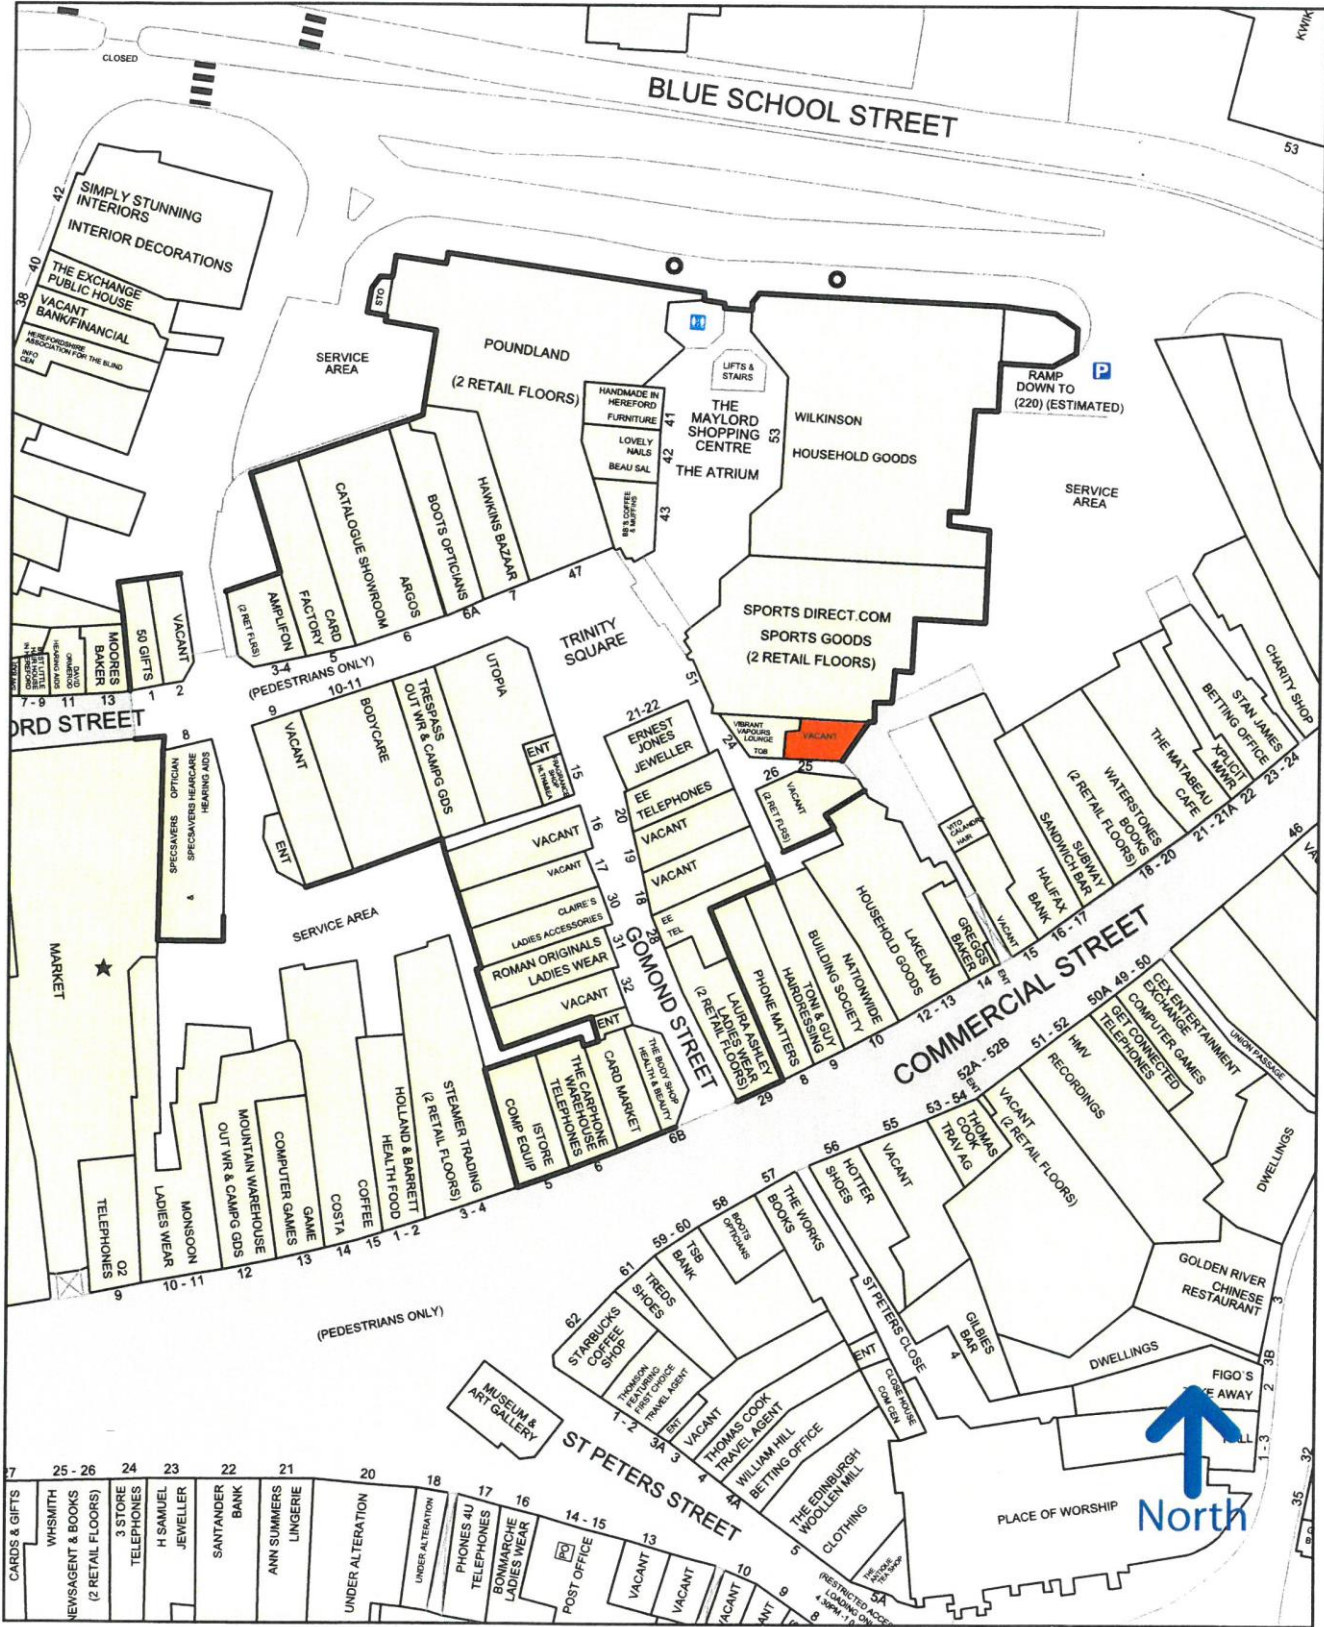 CLOSED
BLUE SCHOOL STREET
KWIK
53
42
SIMPLY STUNNING
INTERIORS
INTERIOR DECORATIONS
40
THE EXCHANGE
PUBLIC HOUSE
38
VACANT
BANK/FINANCIAL
HEREFORDSHIRE
ASSOCIATION FOR THE BLIND
INFO
CEN
STO
SERVICE
AREA
POUNDLAND
(2 RETAIL FLOORS)
LIFTS &
STAIRS
HANDMADE IN
HEREFORD
FURNITURE
41
LOVELY
NAILS
BEAU SAL
42
BB'S COFFEE
& MUFFINS
43
THE
MAYLORD
SHOPPING
CENTRE
THE ATRIUM
53
WILKINSON
HOUSEHOLD GOODS
P
RAMP
DOWN TO
(220) (ESTIMATED)
SERVICE
AREA
HAWKINS BAZAAR
7
47
BOOTS OPTICIANS
6A
CATALOGUE SHOWROOM
ARGOS
6
CARD
FACTORY
5
AMPLIFON
(2 RET FLRS)
3-4
(PEDESTRIANS ONLY)
TRINITY
SQUARE
SPORTS DIRECT.COM
SPORTS GOODS
(2 RETAIL FLOORS)
51
VIBRANT
VAPOURS
LOUNGE
TOB
24
VACANT
25
26
VACANT
(2 RET FLRS)
VACANT
2
50 GIFTS
1
MOORES
BAKER
13
DAVID
ORMEROD
HEARING AIDS
11
7 - 9
ORD STREET
8
SPECSAVERS OPTICIAN
&
SPECSAVERS HEARCARE
HEARING AIDS
9
VACANT
10-11
BODYCARE
TRESPASS
OUT WR & CAMPG GDS
UTOPIA
ENT
FRAGRANCE
SHOP
HLTH&BEA
15
ENT
SERVICE AREA
MARKET
VACANT
16
VACANT
17
CLAIRE'S
LADIES ACCESSORIES
30
ROMAN ORIGINALS
LADIES WEAR
31
VACANT
32
ENT
GOMOND STREET
21-22
ERNEST
JONES
JEWELLER
EE
TELEPHONES
20
VACANT
19
VACANT
18
EE
TEL
28
LAURA ASHLEY
LADIES WEAR
(2 RETAIL FLOORS)
29
PHONE MATTERS
8
TONI & GUY
HAIRDRESSING
9
NATIONWIDE
BUILDING SOCIETY
10
LAKELAND
HOUSEHOLD GOODS
12-13
GREGGS
BAKER
14
ENT
VITO
CALANDRA
HAIR
VACANT
15
HALIFAX
BANK
16-17
SUBWAY
SANDWICH BAR
WATERSTONES
BOOKS
(2 RETAIL FLOORS)
18 - 20
THE MATABEAU
CAFE
21 - 21A
XPLICIT
M/WR
22
STAN JAMES
BETTING OFFICE
23 - 24
CHARITY SHOP
46
COMMERCIAL STREET
THE BODY SHOP
HEALTH & BEAUTY
6B
CARD MARKET
THE CARPHONE
WAREHOUSE
TELEPHONES
6
ISTORE
COMP EQUIP
5
STEAMER TRADING
(2 RETAIL FLOORS)
3 - 4
HOLLAND & BARRETT
HEALTH FOOD
1 - 2
COSTA
COFFEE
14
15
GAME
COMPUTER GAMES
13
MOUNTAIN WAREHOUSE
OUT WR & CAMPG GDS
12
MONSOON
LADIES WEAR
10 - 11
O2
TELEPHONES
9
(PEDESTRIANS ONLY)
50A
49 - 50
CEX ENTERTAINMENT
EXCHANGE
COMPUTER GAMES
GET CONNECTED
TELEPHONES
UNION PASSAGE
51 - 52
HMV
RECORDINGS
52A - 52B
ENT
VACANT
(2 RETAIL FLOORS)
53 - 54
THOMAS
COOK
TRAV AG
55
VACANT
56
HOTTER
SHOES
57
THE WORKS
BOOKS
58
BOOTS
OPTICIANS
59 - 60
TSB
BANK
61
TREDS
SHOES
62
STARBUCKS
COFFEE
SHOP
THOMSON
FEATURING
FIRST CHOICE
TRAVEL AGENT
1 - 2
ENT
3A
VACANT
3
THOMAS COOK
TRAVEL AGENT
4
WILLIAM HILL
BETTING OFFICE
4A
THE EDINBURGH
WOOLLEN MILL
CLOTHING
5
THE
ANTIQUE
TEA SHOP
5A
ST PETERS CLOSE
ENT
CLOSE HOUSE
COM CEN
4
GILBIES
BAR
DWELLINGS
DWELLINGS
GOLDEN RIVER
CHINESE
RESTAURANT
3
3B
FIGO'S
2
1-3
32
35
North
PLACE OF WORSHIP
MUSEUM &
ART GALLERY
ST PETERS STREET
27
CARDS & GIFTS
25 - 26
WHSMITH
NEWSAGENT & BOOKS
(2 RETAIL FLOORS)
24
3 STORE
TELEPHONES
23
H SAMUEL
JEWELLER
22
SANTANDER
BANK
21
ANN SUMMERS
LINGERIE
20
UNDER ALTERATION
18
UNDER ALTERATION
17
PHONES 4U
TELEPHONES
16
BONMARCHE
LADIES WEAR
14 - 15
PO
POST OFFICE
13
VACANT
VACANT
10
VACANT
9
8